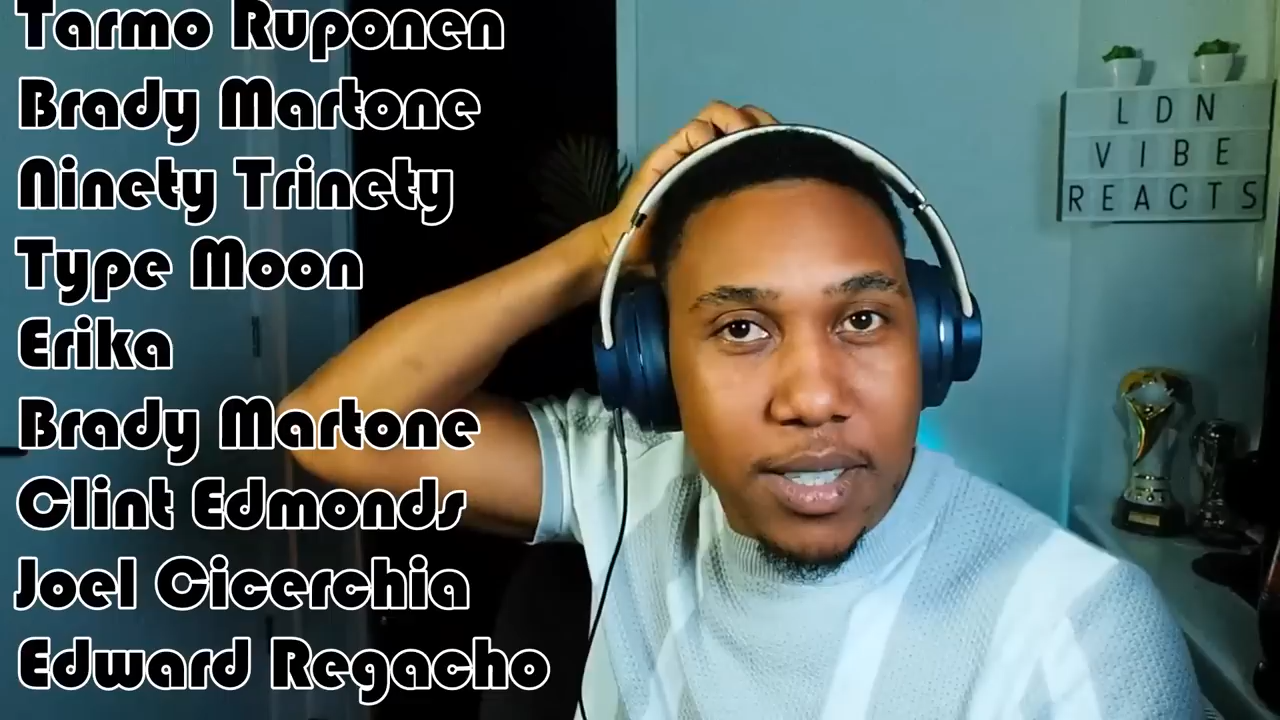 Tarmo Ruponen
Brady Martone
Ninety Trinety
Type Moon
Erika
Brady Martone
Clint Edmonds
Joel Cicerchia
Edward Regacho
LDN
VIBE
REACTS